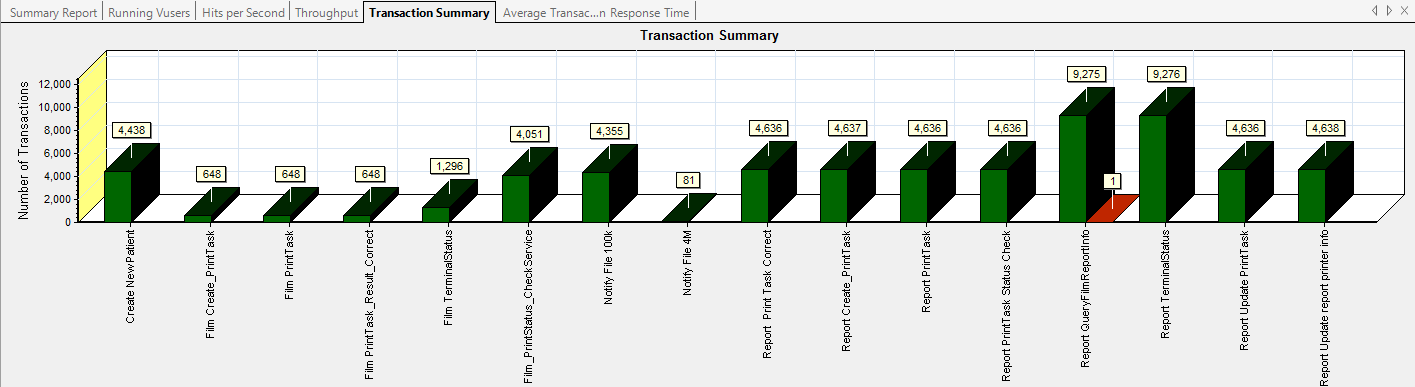 Summary Report Running Vusers Hits per Second Throughput Transaction Summary Average Transac...n Response Time
Transaction Summary
Number of Transactions
12,000
10,000
8,000
6,000
4,000
2,000
0
4,438
648
648
648
1,296
4,051
4,355
81
4,636
4,637
4,636
4,636
9,275
1
9,276
4,636
4,638
Create NewPatient
Film Create_PrintTask
Film PrintTask
Film PrintTask_Result_Correct
Film TerminalStatus
Film_PrintStatus_CheckService
Notify File 100k
Notify File 4M
Report Print Task Correct
Report Create_PrintTask
Report PrintTask
Report PrintTask Status Check
Report QueryFilmReportInfo
Report TerminalStatus
Report Update PrintTask
Report Update report printer info